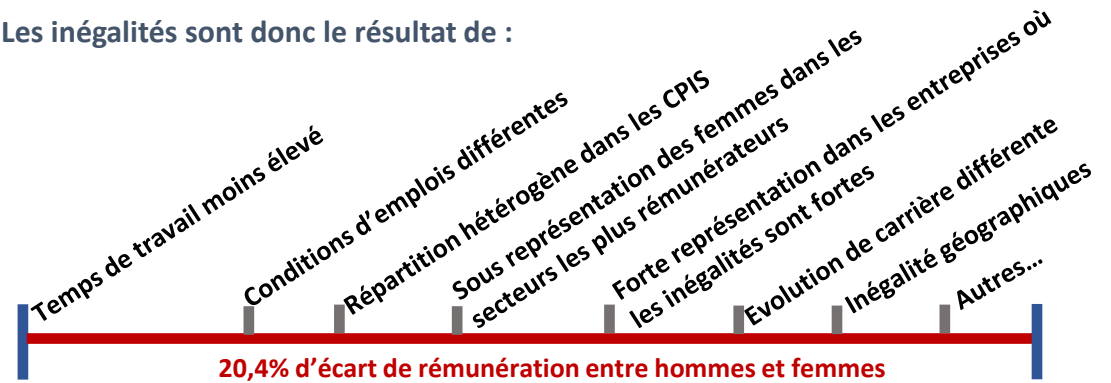 Les inégalités sont donc le résultat de :
Temps de travail moins élevé
Conditions d'emplois différentes
Répartition hétérogène dans les CPIS
Sous représentation des femmes dans les
secteurs les plus rémunérateurs
Forte représentation dans les entreprises où
les inégalités sont fortes
Evolution de carrière différente
Inégalité géographiques
Autres...
20,4% d'écart de rémunération entre hommes et femmes